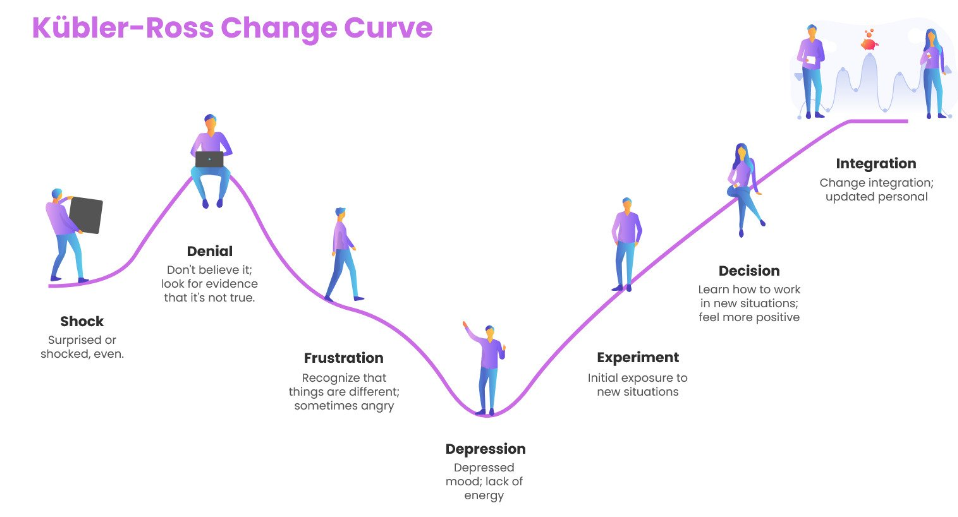 Kübler-Ross Change Curve
Shock
Surprised or
shocked, even.
Denial
Don't believe it;
look for evidence
that it's not true.
Frustration
Recognize that
things are different;
sometimes angry
Depression
Depressed
mood; lack of
energy
Experiment
Initial exposure to
new situations
Decision
Learn how to work
in new situations;
feel more positive
Integration
Change integration;
updated personal